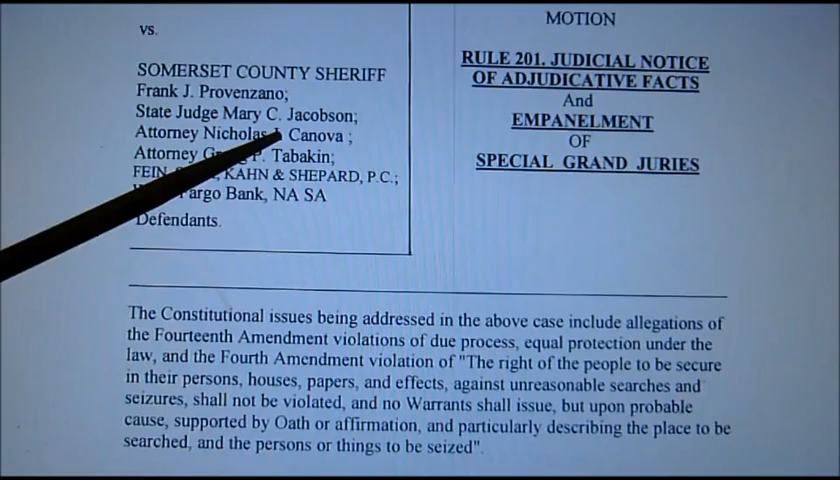 vs.
SOMERSET COUNTY SHERIFF
Frank J. Provenzano;
State Judge Mary C. Jacobson;
Attorney Nicholas Canova ;
Attorney P. Tabakin;
FEIN, KAHN & SHEPARD, P.C.;
Fargo Bank, NA SA
Defendants.
MOTION
RULE 201. JUDICIAL NOTICE
OF ADJUDICATIVE FACTS
And
EMPANELMENT
OF
SPECIAL GRAND JURIES
The Constitutional issues being addressed in the above case include allegations of
the Fourteenth Amendment violations of due process, equal protection under the
law, and the Fourth Amendment violation of "The right of the people to be secure
in their persons, houses, papers, and effects, against unreasonable searches and
seizures, shall not be violated, and no Warrants shall issue, but upon probable
cause, supported by Oath or affirmation, and particularly describing the place to be
searched, and the persons or things to be seized".